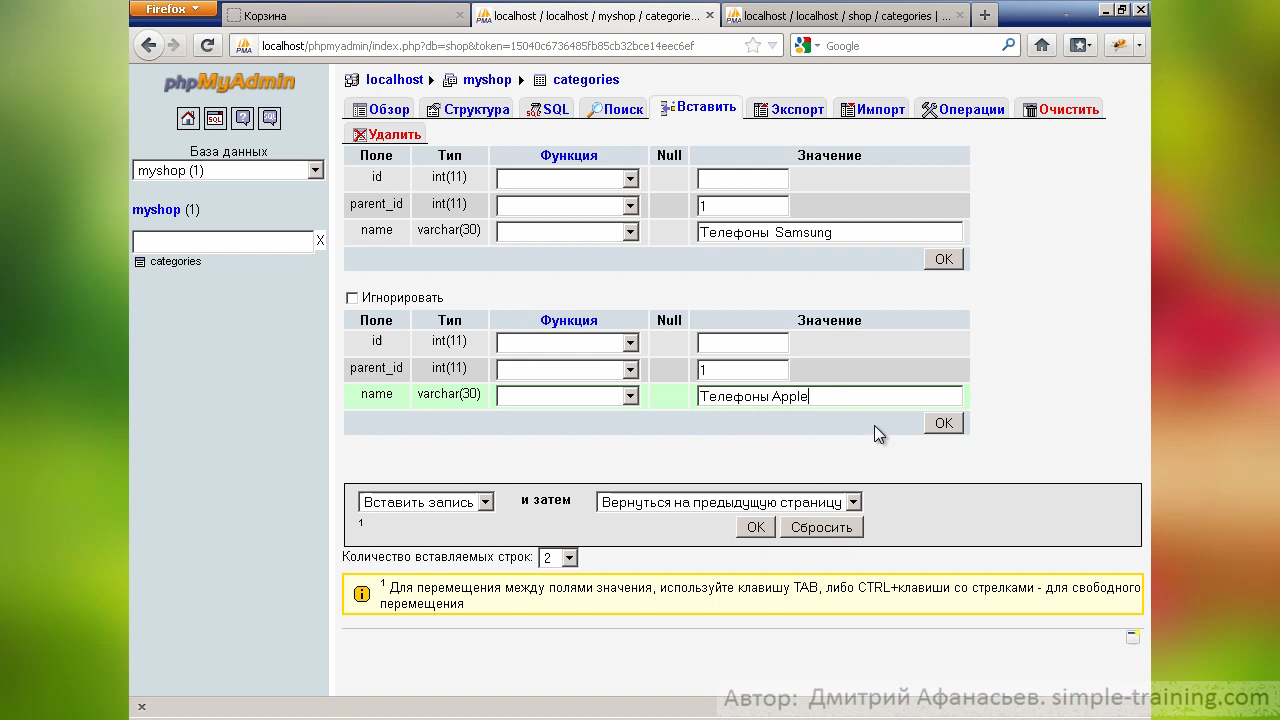 Firefox
Корзина
localhost / localhost / myshop / categorie...
localhost / localhost / shop / categories | ...
localhost/phpmyadmin/index.php?db=shop&token=15040c6736485fb85cb32bce14eec6ef
Google
phpMyAdmin
localhost
myshop
categories
Обзор
Структура
SQL
Поиск
Вставить
Экспорт
Импорт
Операции
Очистить
Удалить
База данных
myshop (1)
myshop (1)
X
categories
Поле Тип Функция Null Значение
id int(11)
parent_id int(11) 1
name varchar(30) Телефоны Samsung
OK
Игнорировать
Поле Тип Функция Null Значение
id int(11)
parent_id int(11) 1
name varchar(30) Телефоны Apple
OK
Вставить запись и затем Вернуться на предыдущую страницу
1
OK Сбросить
Количество вставляемых строк: 2
1 Для перемещения между полями значения, используйте клавишу TAB, либо CTRL+клавиши со стрелками - для свободного
перемещения
Автор: Дмитрий Афанасьев. simple-training.com